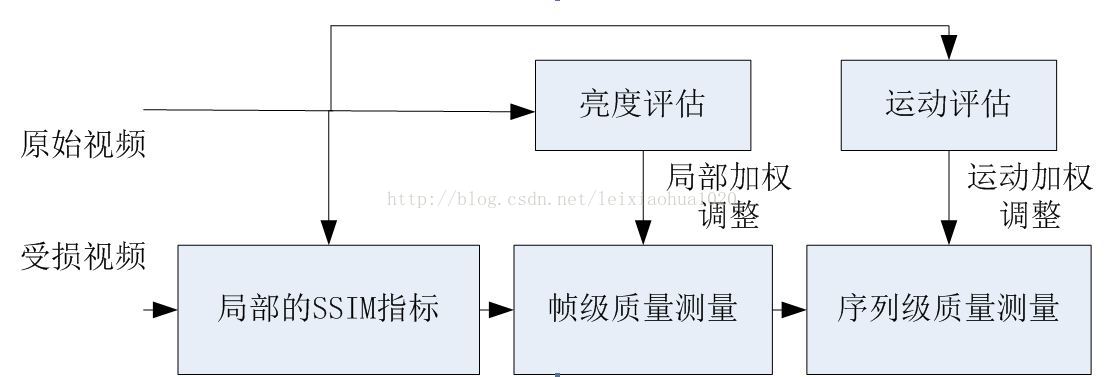 亮度评估
运动评估
原始视频
局部加权
调整
运动加权
调整
http://blog.csdn.net/leixiaohua1020
受损视频
局部的SSIM指标
帧级质量测量
序列级质量测量